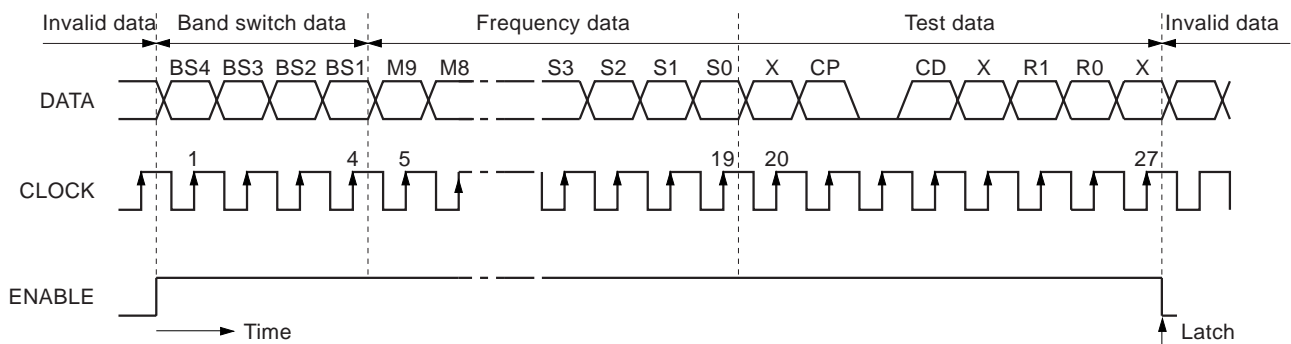 Invalid data Band switch data Frequency data Test data Invalid data
BS4 BS3 BS2 BS1 M9 M8 S3 S2 S1 S0 X CP CD X R1 R0 X
DATA
1 4 5 19 20 27
CLOCK
ENABLE
Time Latch